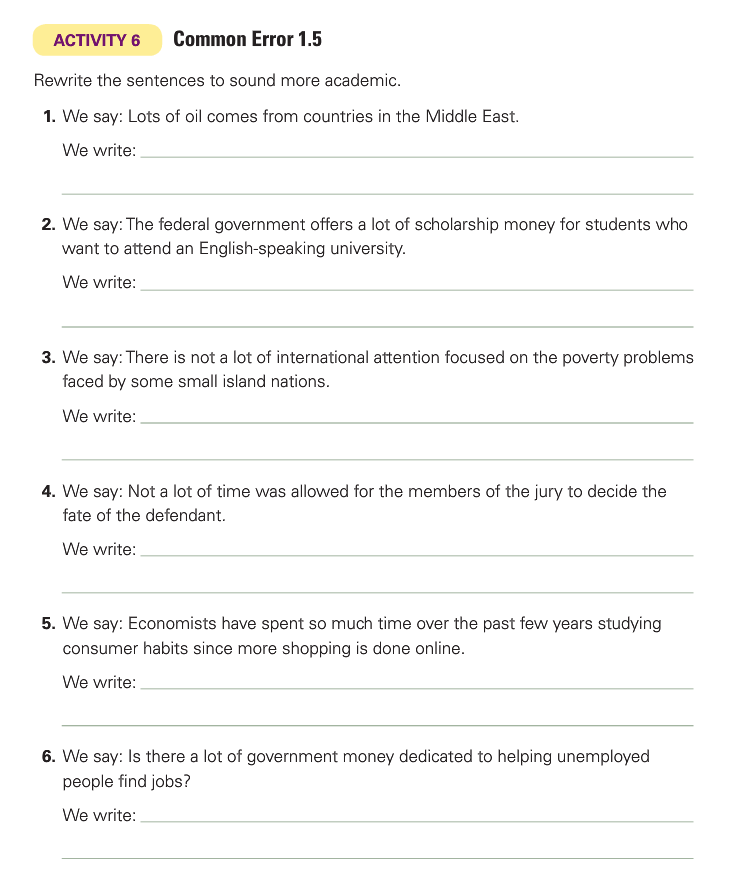 ACTIVITY 6 Common Error 1.5
Rewrite the sentences to sound more academic.
1. We say: Lots of oil comes from countries in the Middle East.
We write:
2. We say: The federal government offers a lot of scholarship money for students who
want to attend an English-speaking university.
We write:
3. We say: There is not a lot of international attention focused on the poverty problems
faced by some small island nations.
We write:
4. We say: Not a lot of time was allowed for the members of the jury to decide the
fate of the defendant.
We write:
5. We say: Economists have spent so much time over the past few years studying
consumer habits since more shopping is done online.
We write:
6. We say: Is there a lot of government money dedicated to helping unemployed
people find jobs?
We write: